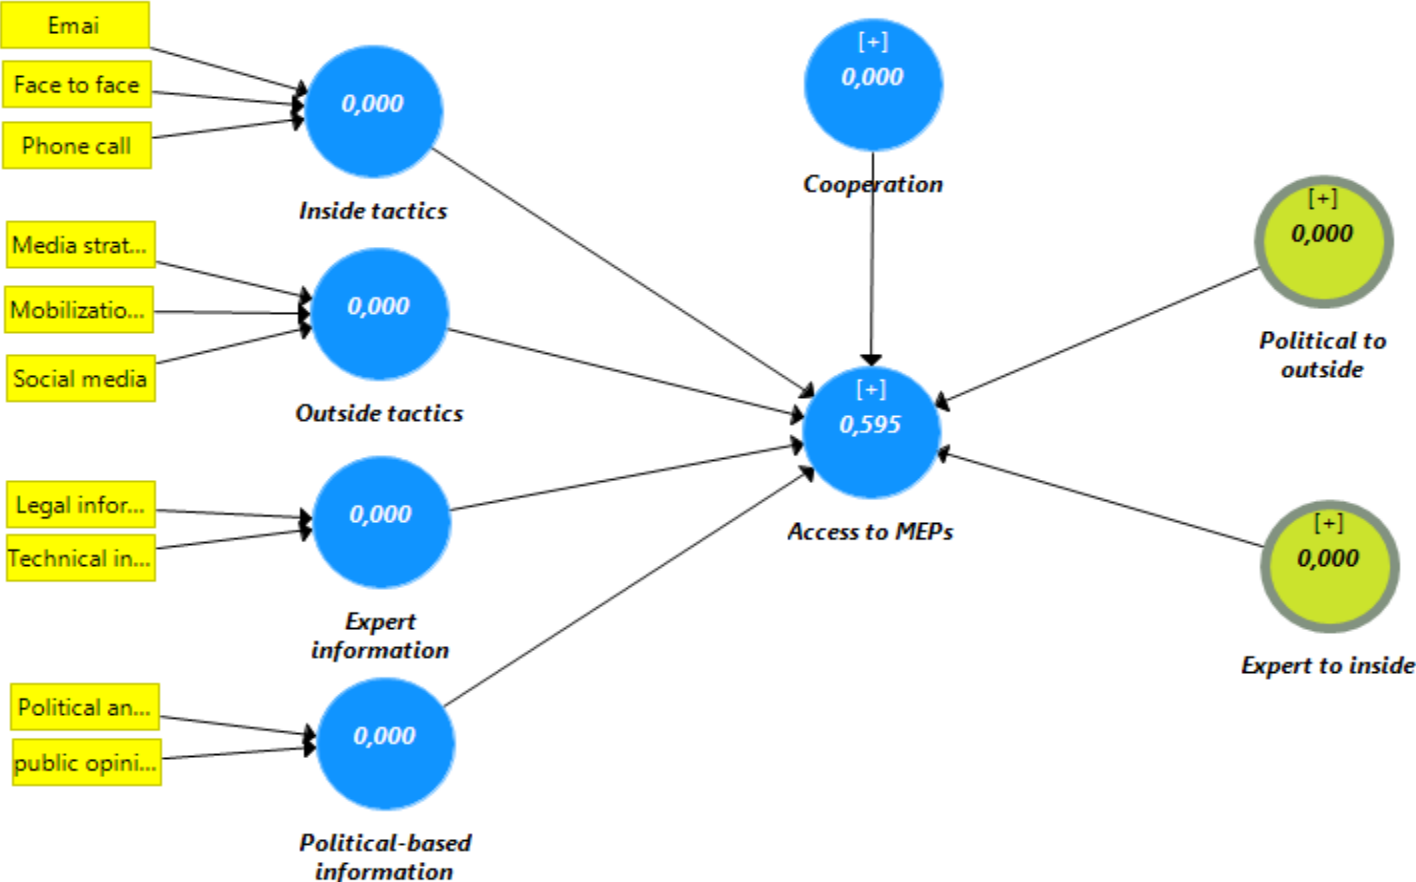 Emai
Face to face
Phone call
0,000
Inside tactics
Media strat...
Mobilizatio...
Social media
0,000
Outside tactics
Legal infor...
Technical in...
0,000
Expert
information
Political an...
public opini...
0,000
Political-based
information
[+]
0,000
Cooperation
[+]
0,595
Access to MEPs
[+]
0,000
Political to
outside
[+]
0,000
Expert to inside